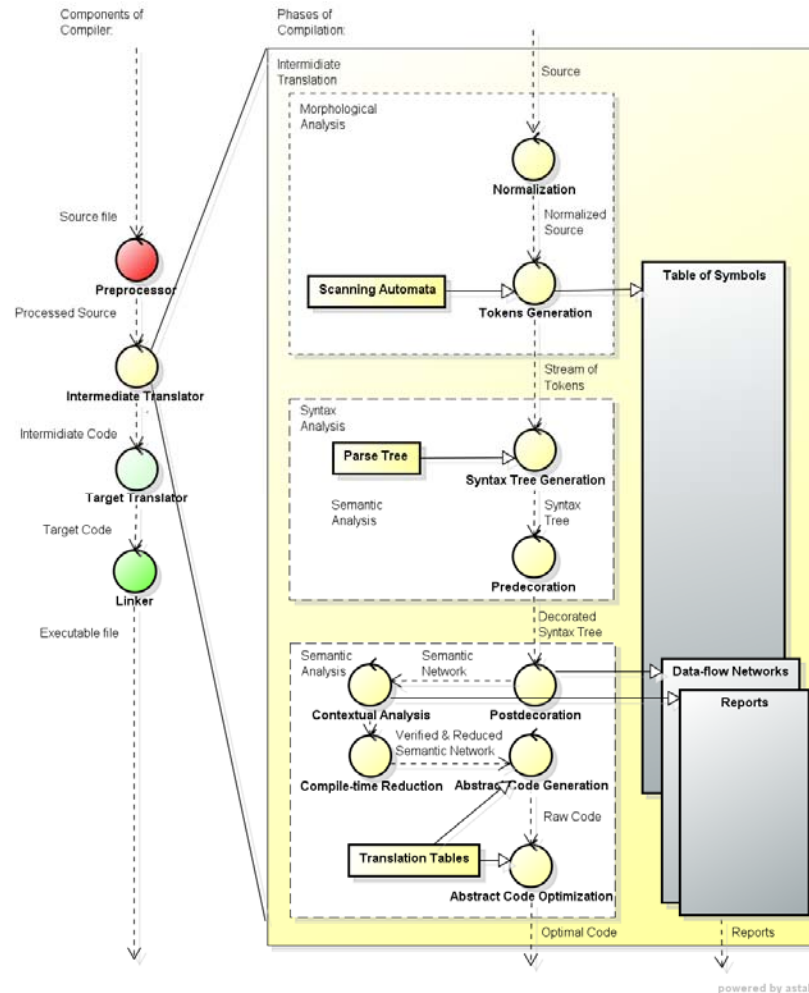 Components of
Compiler:
Phases of
Compilation:
Intermidiate
Translation
Source
Morphological
Analysis
Normalization
Source file
Normalized
Source
Preprocessor
Scanning Automata
Table of Symbols
Processed Source
Tokens Generation
Intermediate Translator
Stream of
Tokens
Syntax
Analysis
Intermediate Code
Parse Tree
Syntax Tree Generation
Target Translator
Semantic
Analysis
Syntax
Tree
Target Code
Predecoration
Linker
Decorated
Syntax Tree
Executable file
Semantic
Analysis
Semantic
Network
Data-flow Networks
Contextual Analysis
Postdecoration
Reports
Verified & Reduced
Semantic Network
Compile-time Reduction
Abstract Code Generation
Raw Code
Translation Tables
Abstract Code Optimization
Optimal Code
Reports
powered by asta